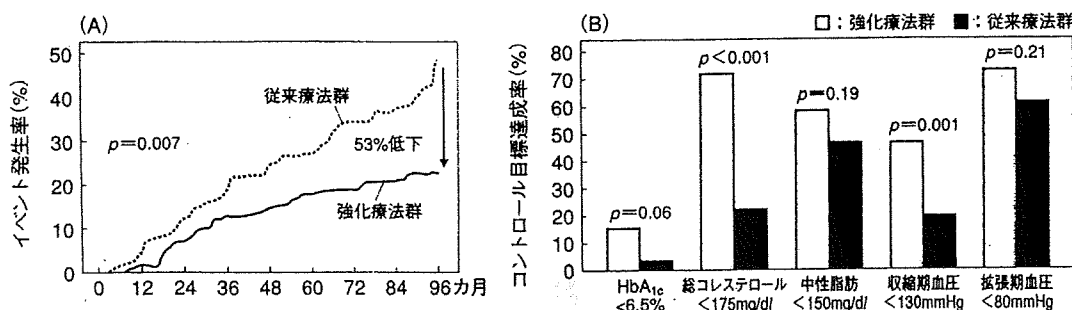 (A)
イベント発生率(%)
50
40
30
20
10
0
従来療法群
p=0.007
53%低下
強化療法群
0 12 24 36 48 60 72 84 96カ月
(B)
□：強化療法群 ■：従来療法群
コントロール目標達成率(%)
80
70
60
50
40
30
20
10
0
p=0.06
p<0.001
p=0.19
p=0.001
p=0.21
HbA1c
<6.5%
総コレステロール
<175mg/dl
中性脂肪
<150mg/dl
収縮期血圧
<130mmHg
拡張期血圧
<80mmHg